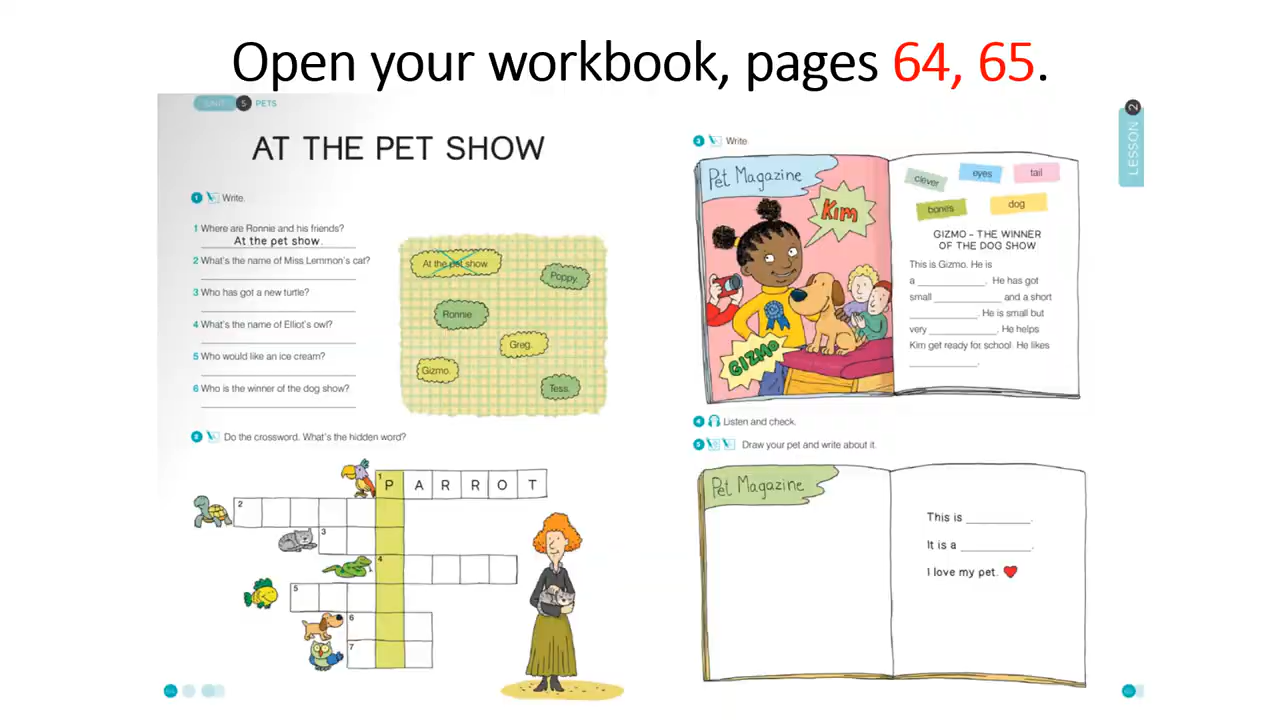 Open your workbook, pages 64, 65.
UNIT 5 PETS
AT THE PET SHOW
1 Write.
1 Where are Ronnie and his friends?
At the pet show.
2 What's the name of Miss Lemmon's cat?
3 Who has got a new turtle?
4 What's the name of Elliot's owl?
5 Who would like an ice cream?
6 Who is the winner of the dog show?
At the pet show
Poppy.
Ronnie
Greg.
Gizmo.
Tess.
2 Do the crossword. What's the hidden word?
1 PARROT
2
3
4
5
6
7
LESSON 2
3 Write
Pet Magazine
Kim
GIZMO
clever
eyes
tail
bones
dog
GIZMO – THE WINNER
OF THE DOG SHOW
This is Gizmo. He is
a ____________. He has got
small ____________ and a short
____________. He is small but
very ____________. He helps
Kim get ready for school. He likes
____________.
4 Listen and check.
5 Draw your pet and write about it.
Pet Magazine
This is ___________.
It is a ____________.
I love my pet.